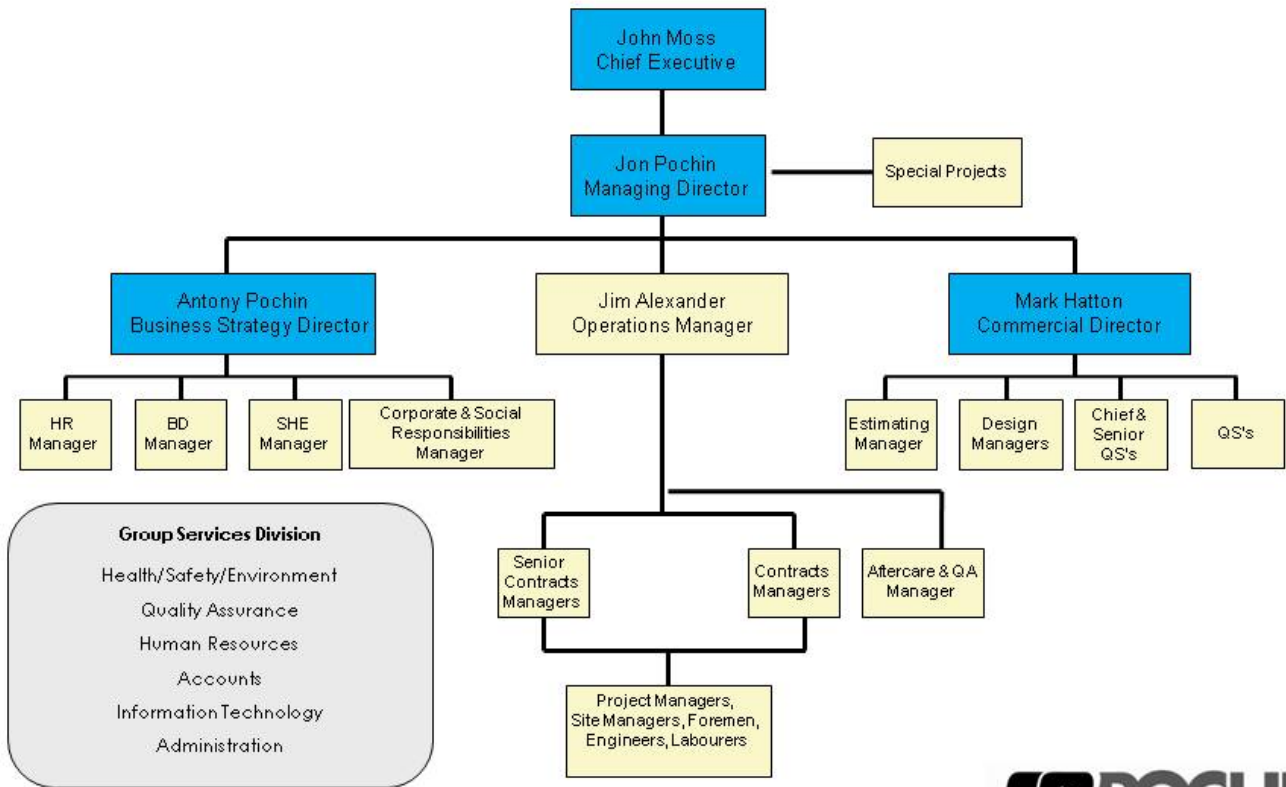 John Moss
Chief Executive
Jon Pochin
Managing Director
Special Projects
Antony Pochin
Business Strategy Director
Jim Alexander
Operations Manager
Mark Hatton
Commercial Director
HR
Manager
BD
Manager
SHE
Manager
Corporate & Social
Responsibilities
Manager
Estimating
Manager
Design
Managers
Chief &
Senior
QS's
QS's
Group Services Division
Health/Safety/Environment
Quality Assurance
Human Resources
Accounts
Information Technology
Administration
Senior
Contracts
Managers
Contracts
Managers
Aftercare & QA
Manager
Project Managers,
Site Managers, Foremen,
Engineers, Labourers